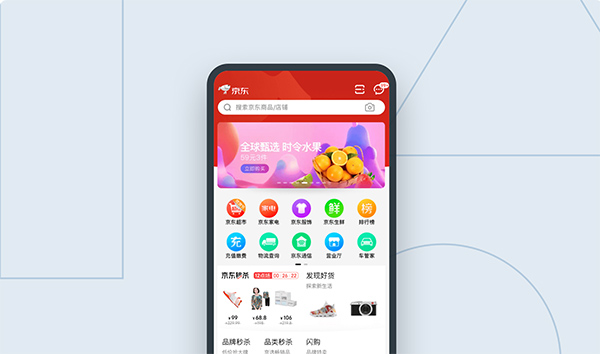 京东
搜索京东商品/店铺
全球甄选 时令水果
59元3件
立即购买
家电 鲜 榜
京东超市 京东家电 京东服饰 京东生鲜 排行榜
充
充值缴费 物流查询 京东通信 营业厅 车管家
京东秒杀 12点场 发现好货
探索新生活
¥99 ¥68.8 ¥106
品牌秒杀 品类秒杀 闪购